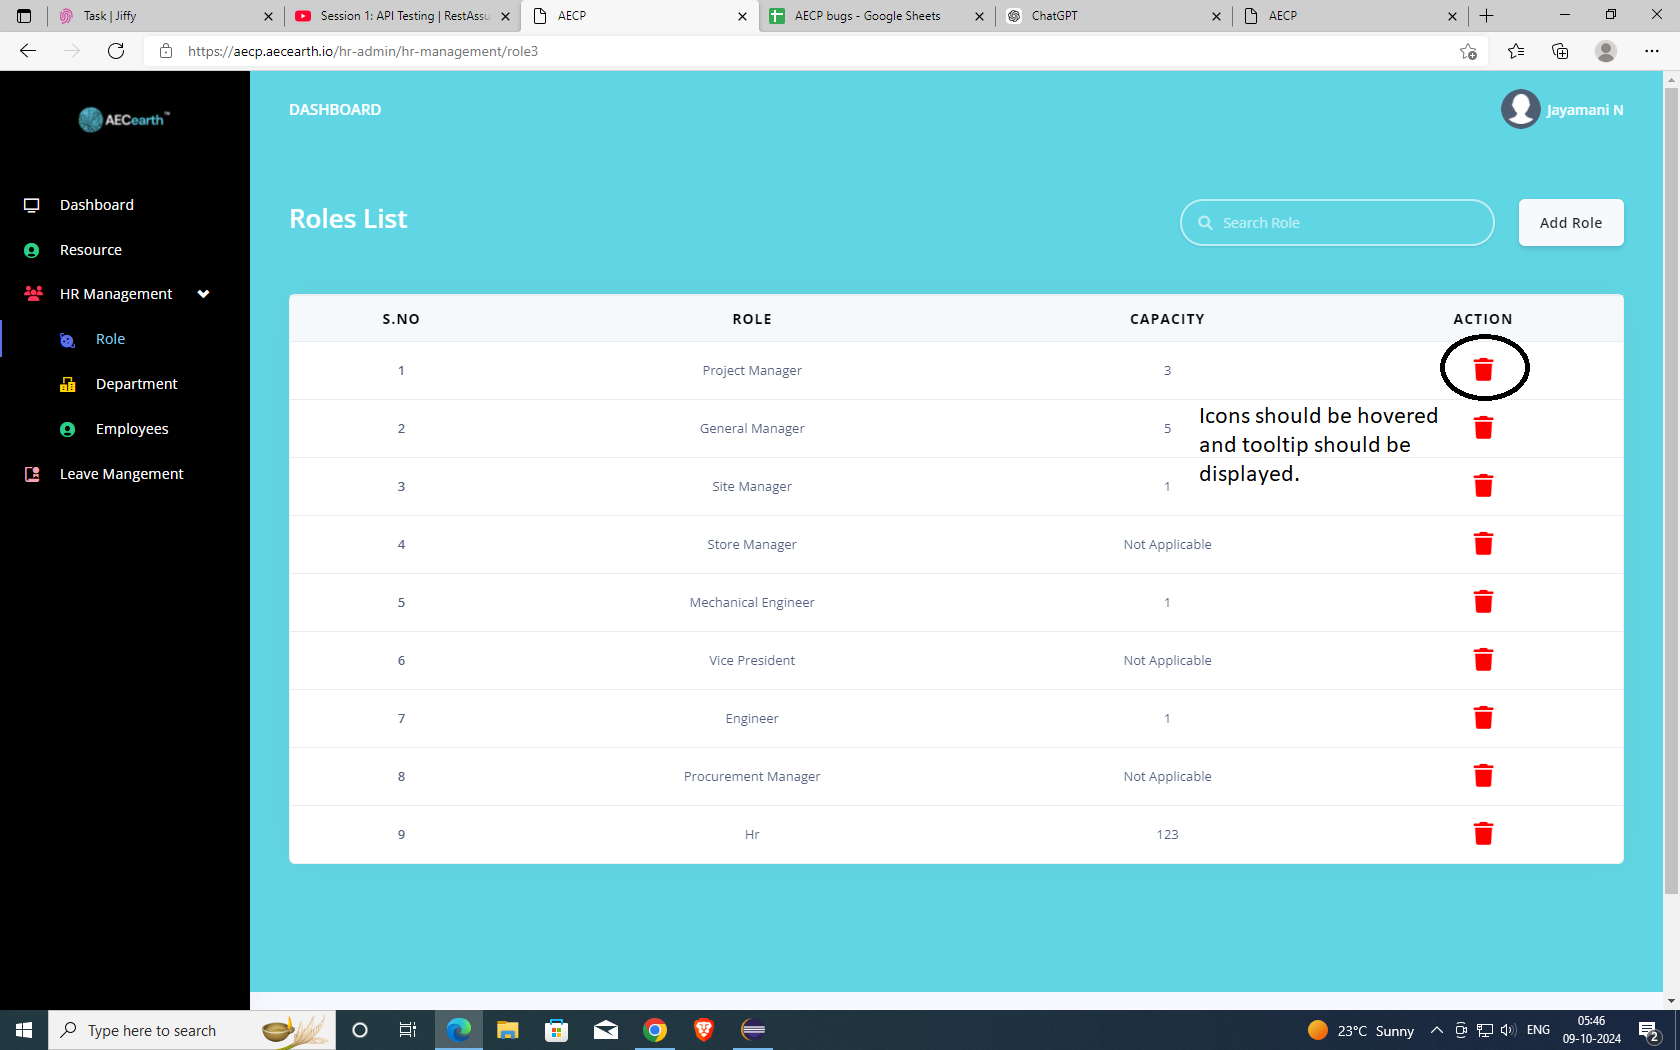 Task | Jiffy
Session 1: API Testing | RestAssu
AECP
AECP bugs - Google Sheets
ChatGPT
AECP
https://aecp.aecearth.io/hr-admin/hr-management/role3
AECearth™
DASHBOARD
Jayamani N
Dashboard
Resource
HR Management
Role
Department
Employees
Leave Mangement
Roles List
Search Role
Add Role
S.NO ROLE CAPACITY ACTION
1 Project Manager 3
2 General Manager 5
3 Site Manager 1
4 Store Manager Not Applicable
5 Mechanical Engineer 1
6 Vice President Not Applicable
7 Engineer 1
8 Procurement Manager Not Applicable
9 Hr 123
Icons should be hovered
and tooltip should be
displayed.
Type here to search
23°C Sunny
ENG
05:46
09-10-2024
2